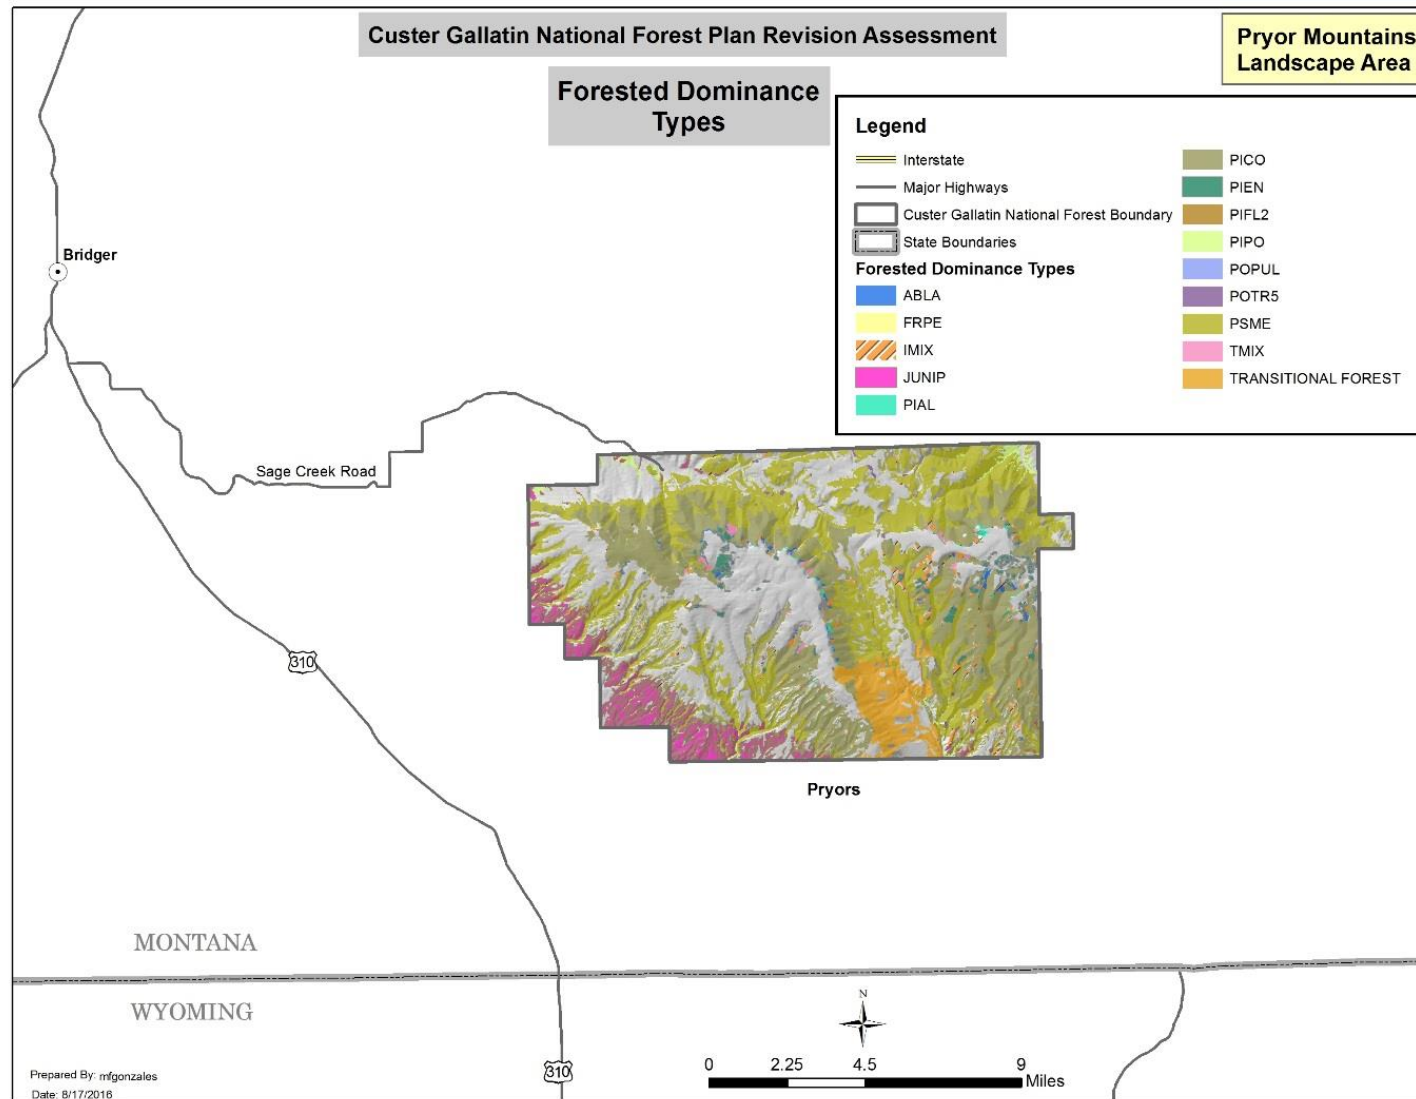 Custer Gallatin National Forest Plan Revision Assessment
Pryor Mountains
Landscape Area
Forested Dominance
Types
Legend
Interstate
Major Highways
Custer Gallatin National Forest Boundary
State Boundaries
Forested Dominance Types
ABLA
FRPE
IMIX
JUNIP
PIAL
PICO
PIEN
PIFL2
PIPO
POPUL
POTR5
PSME
TMIX
TRANSITIONAL FOREST
Bridger
Sage Creek Road
310
Pryors
MONTANA
WYOMING
N
310
0 2.25 4.5 9
Miles
Prepared By: mfgonzales
Date: 8/17/2016